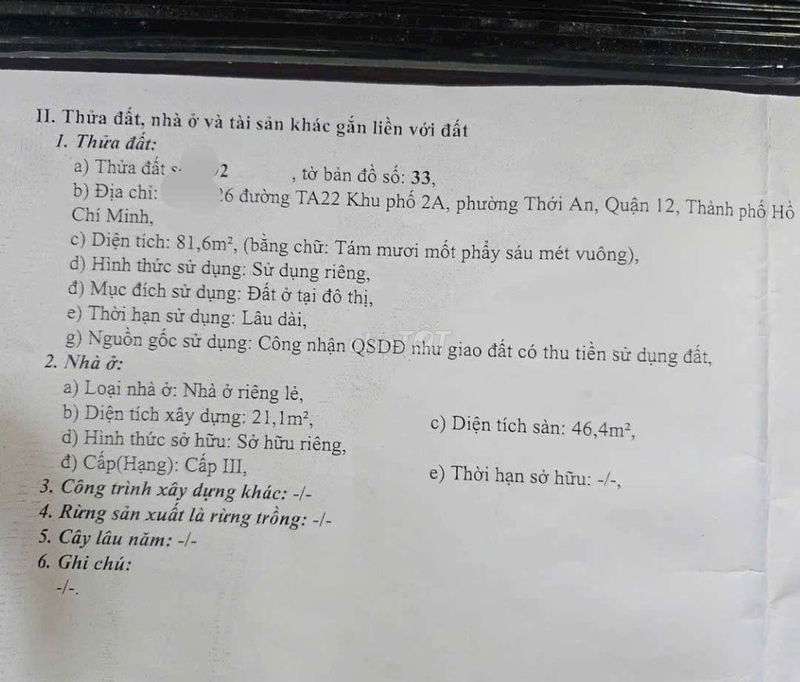 II. Thửa đất, nhà ở và tài sản khác gắn liền với đất
1. Thửa đất:
a) Thửa đất 2 , tờ bản đồ số: 33,
b) Địa chỉ: 26 đường TA22 Khu phố 2A, phường Thới An, Quận 12, Thành phố Hồ
Chí Minh,
c) Diện tích: 81,6m², (bằng chữ: Tám mươi mốt phẩy sáu mét vuông),
d) Hình thức sử dụng: Sử dụng riêng,
đ) Mục đích sử dụng: Đất ở tại đô thị,
e) Thời hạn sử dụng: Lâu dài,
g) Nguồn gốc sử dụng: Công nhận QSDĐ như giao đất có thu tiền sử dụng đất,
2. Nhà ở:
a) Loại nhà ở: Nhà ở riêng lẻ,
b) Diện tích xây dựng: 21,1m²,
c) Diện tích sàn: 46,4m²,
d) Hình thức sở hữu: Sở hữu riêng,
đ) Cấp(Hạng): Cấp III,
e) Thời hạn sở hữu: -/-,
3. Công trình xây dựng khác: -/-
4. Rừng sản xuất là rừng trồng: -/-
5. Cây lâu năm: -/-
6. Ghi chú:
-/-.